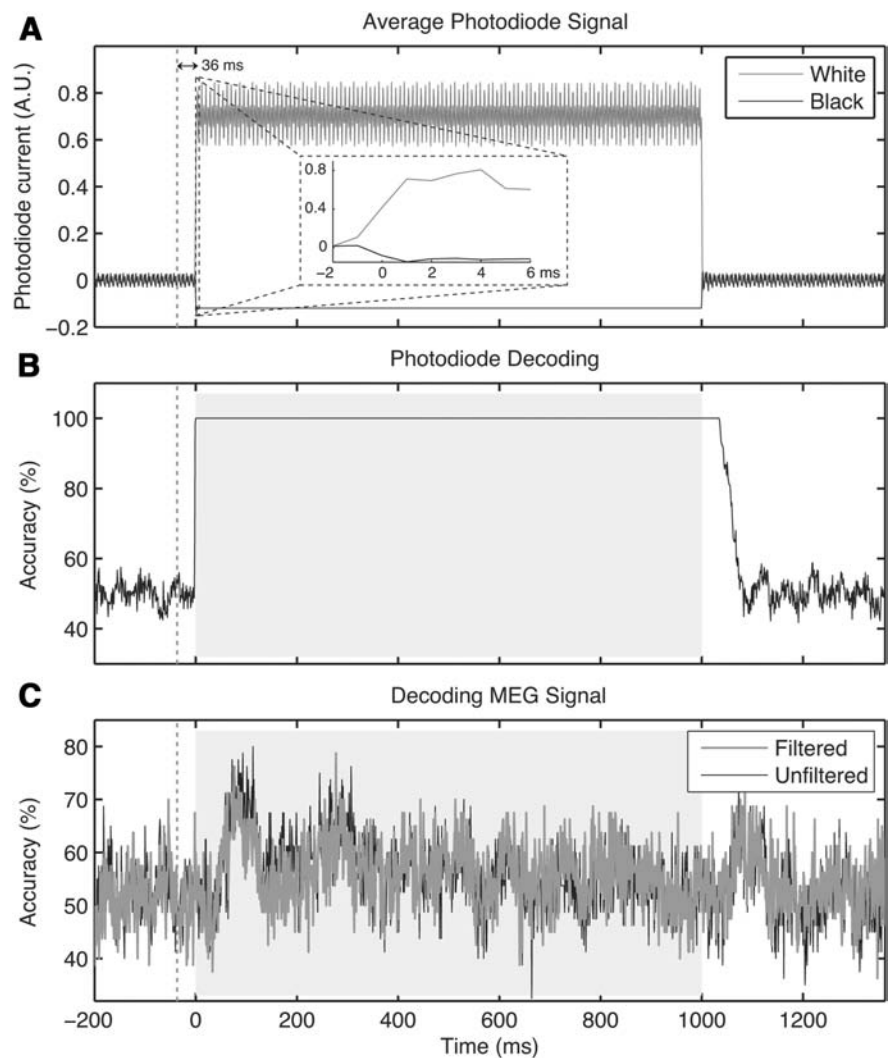 A
Average Photodiode Signal
36 ms
White
Black
Photodiode current (A.U.)
0.8
0.6
0.4
0.2
0
−0.2
0.8
0.4
0
−2
0
2
4
6 ms
B
Photodiode Decoding
Accuracy (%)
100
80
60
40
C
Decoding MEG Signal
Filtered
Unfiltered
Accuracy (%)
80
70
60
50
40
−200
0
200
400
600
800
1000
1200
Time (ms)